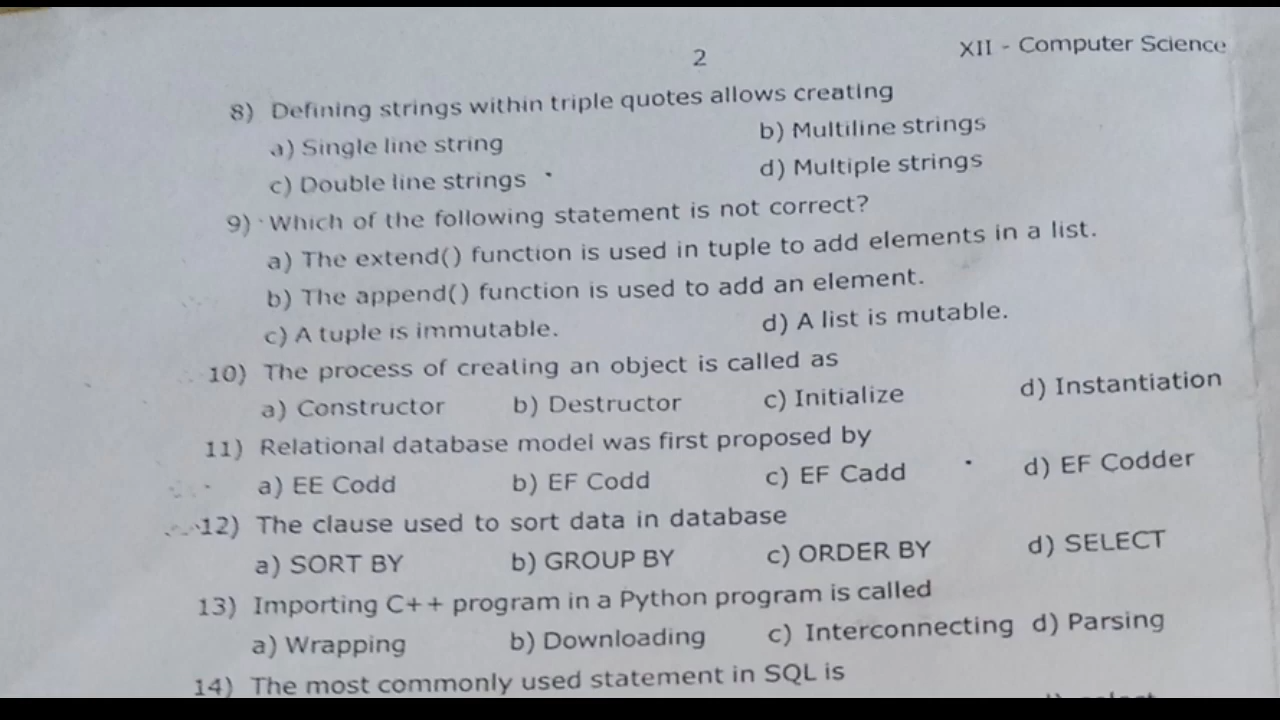 2
XII - Computer Science
8) Defining strings within triple quotes allows creating
a) Single line string b) Multiline strings
c) Double line strings d) Multiple strings
9) Which of the following statement is not correct?
a) The extend() function is used in tuple to add elements in a list.
b) The append() function is used to add an element.
c) A tuple is immutable. d) A list is mutable.
10) The process of creating an object is called as
a) Constructor b) Destructor c) Initialize d) Instantiation
11) Relational database model was first proposed by
a) EE Codd b) EF Codd c) EF Cadd d) EF Codder
12) The clause used to sort data in database
a) SORT BY b) GROUP BY c) ORDER BY d) SELECT
13) Importing C++ program in a Python program is called
a) Wrapping b) Downloading c) Interconnecting d) Parsing
14) The most commonly used statement in SQL is